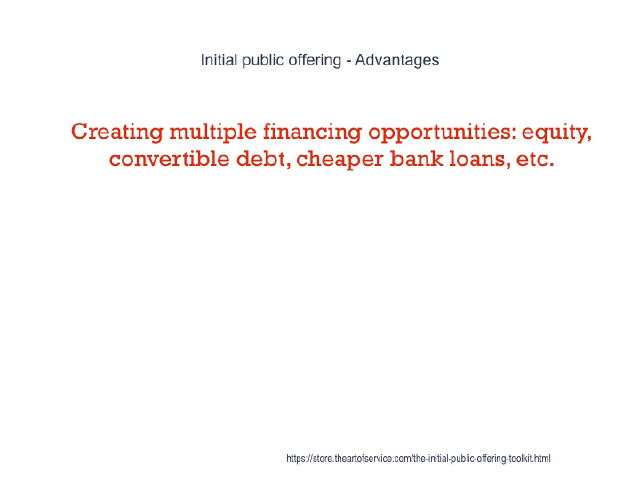 Initial public offering - Advantages
Creating multiple financing opportunities: equity,
convertible debt, cheaper bank loans, etc.
https://store.theartofservice.com/the-initial-public-offering-toolkit.html